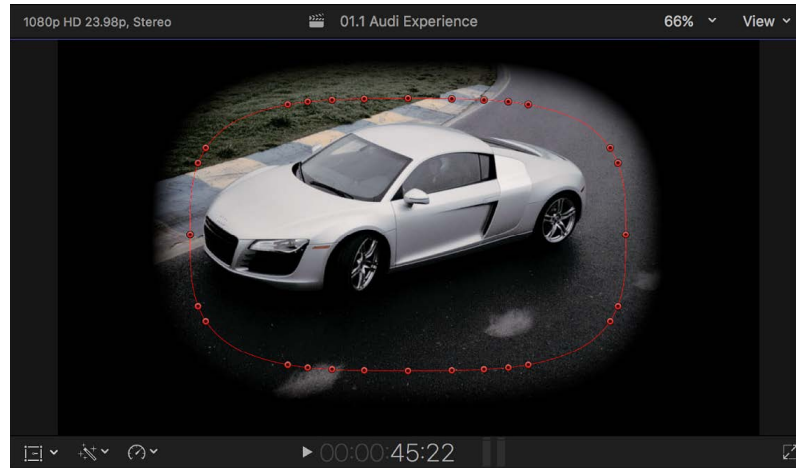 1080p HD 23.98p, Stereo
01.1 Audi Experience
66%
View
00:00:45:22